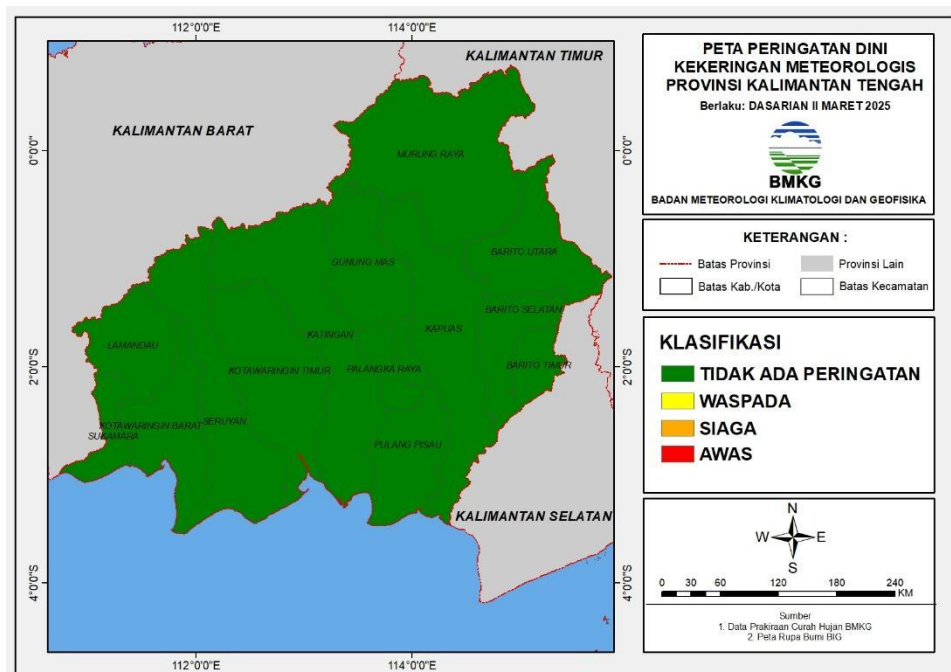 112°0'0"E
114°0'0"E
KALIMANTAN TIMUR
KALIMANTAN BARAT
0°0'0"
0°0'0"
MURUNG RAYA
BARITO UTARA
GUNUNG MAS
BARITO SELATAN
KAPUAS
KATINGAN
LAMANDAU
2°0'0"S
2°0'0"S
KOTAWARINGIN TIMUR
PALANGKA RAYA
BARITO TIMUR
SERUYAN
KOTAWARINGIN BARAT
SUKAMARA
PULANG PISAU
KALIMANTAN SELATAN
4°0'0"S
4°0'0"S
112°0'0"E
114°0'0"E
PETA PERINGATAN DINI
KEKERINGAN METEOROLOGIS
PROVINSI KALIMANTAN TENGAH
Berlaku: DASARIAN II MARET 2025
BMKG
BADAN METEOROLOGI KLIMATOLOGI DAN GEOFISIKA
KETERANGAN :
Batas Provinsi
Provinsi Lain
Batas Kab./Kota
Batas Kecamatan
KLASIFIKASI
TIDAK ADA PERINGATAN
WASPADA
SIAGA
AWAS
N
W E
S
0 30 60 120 180 240
KM
Sumber
1. Data Prakiraan Curah Hujan BMKG
2. Peta Rupa Bumi BIG